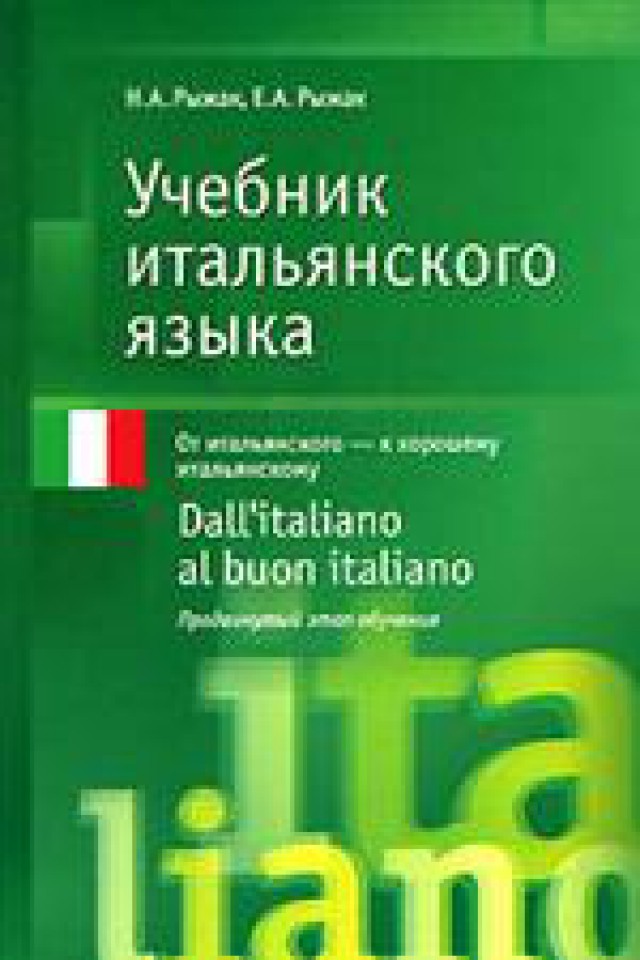 Н.А. Рыжак, Е.А. Рыжак
Учебник
итальянского
языка
От итальянского — к хорошему
итальянскому
Dall'italiano
al buon italiano
Продвинутый этап обучения
Ita
liano